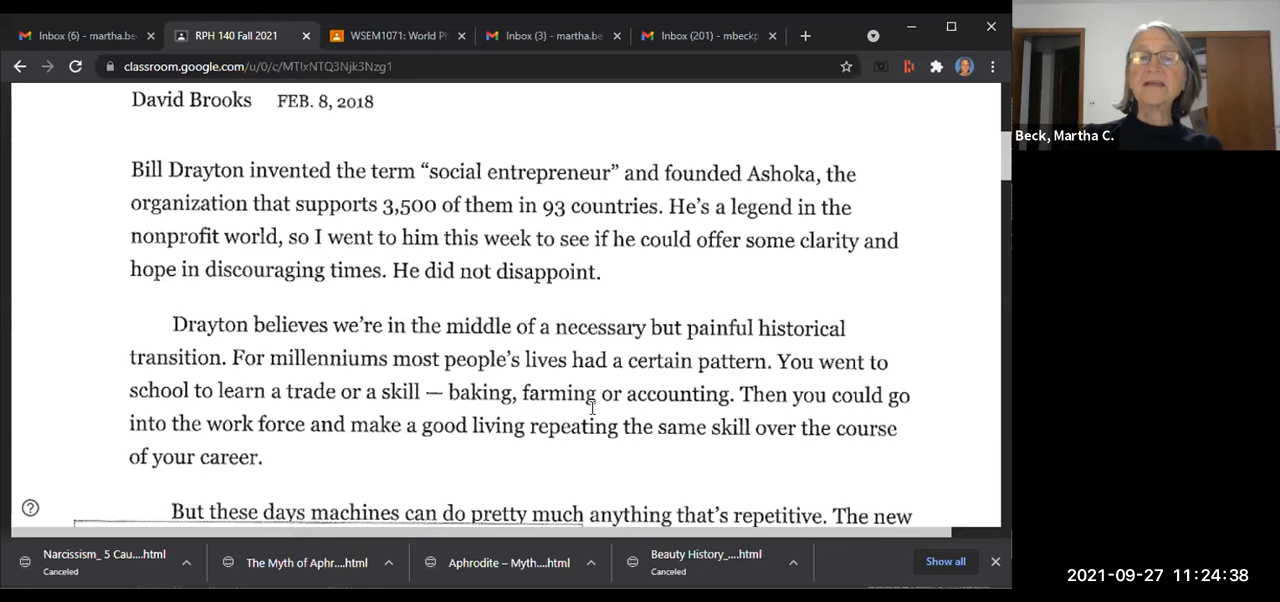 Inbox (6) - martha.be
RPH 140 Fall 2021
WSEM1071: World Ph
Inbox (3) - martha.be
Inbox (201) - mbeckp
classroom.google.com/u/0/c/MTIxNTQ3Njk3Nzg1
Beck, Martha C.
David Brooks FEB. 8, 2018
Bill Drayton invented the term “social entrepreneur” and founded Ashoka, the
organization that supports 3,500 of them in 93 countries. He’s a legend in the
nonprofit world, so I went to him this week to see if he could offer some clarity and
hope in discouraging times. He did not disappoint.
Drayton believes we’re in the middle of a necessary but painful historical
transition. For millenniums most people’s lives had a certain pattern. You went to
school to learn a trade or a skill — baking, farming or accounting. Then you could go
into the work force and make a good living repeating the same skill over the course
of your career.
But these days machines can do pretty much anything that’s repetitive. The new
Narcissism_ 5 Cau....html
Canceled
The Myth of Aphr....html
Aphrodite – Myth....html
Beauty History_....html
Canceled
Show all
2021-09-27 11:24:38